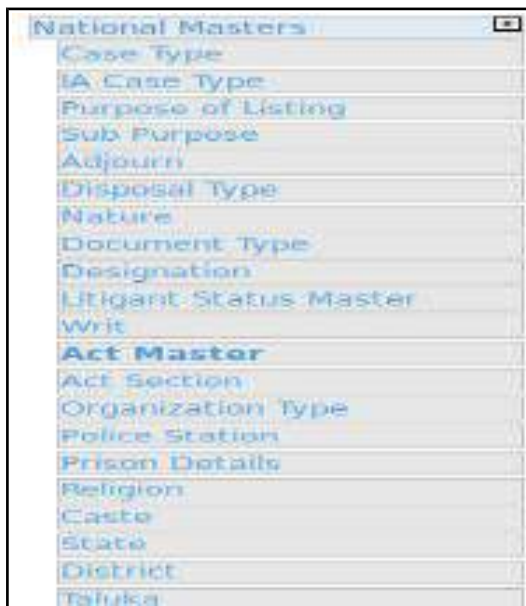 National Masters
Case Type
IA Case Type
Purpose of Listing
Sub Purpose
Adjourn
Disposal Type
Nature
Document Type
Designation
Litigant Status Master
Writ
Act Master
Act Section
Organization Type
Police Station
Prison Details
Religion
Caste
State
District
Taluka